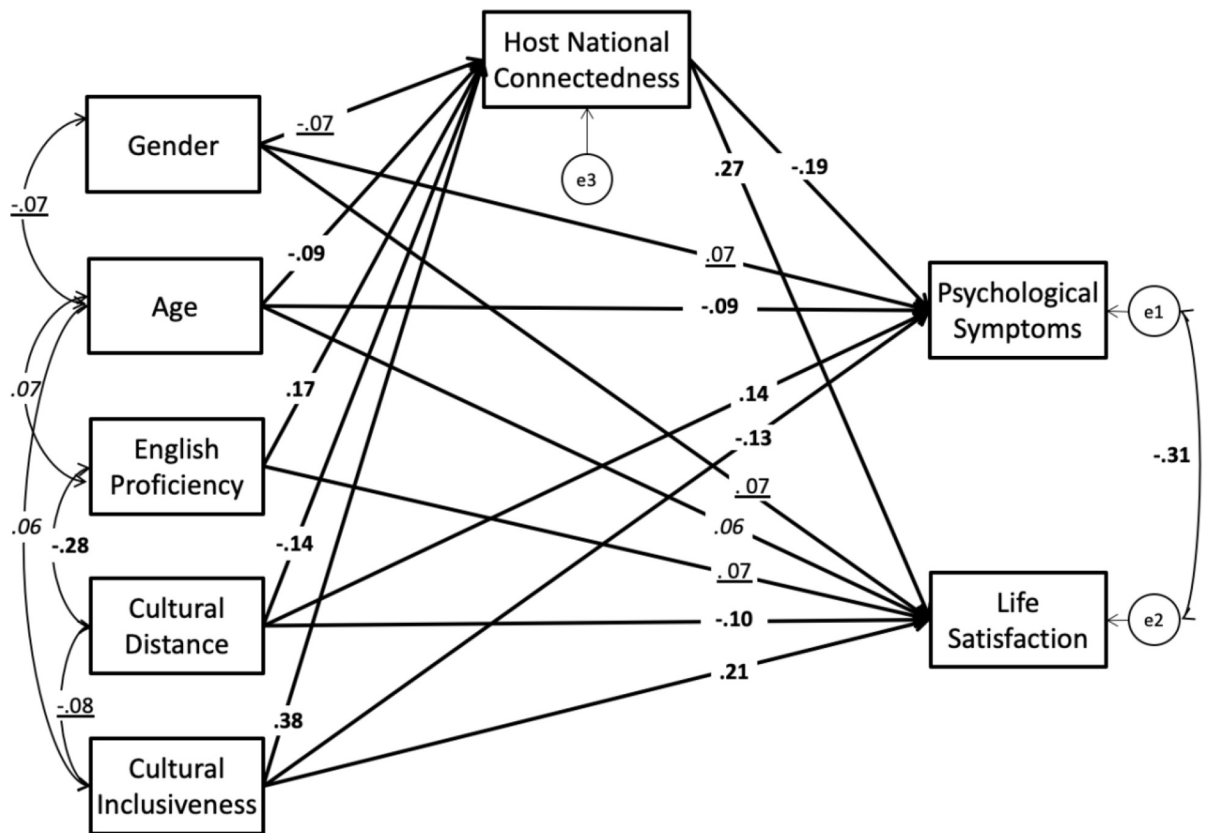 Host National
Connectedness
Gender
-.07
e3
.27
-.19
-.07
-.09
.07
Age
-.09
Psychological
Symptoms
e1
.07
.17
.14
English
Proficiency
-.13
-.31
.07
.06
.06
-.28
-.14
.07
Cultural
Distance
-.10
Life
Satisfaction
e2
.21
-.08
.38
Cultural
Inclusiveness